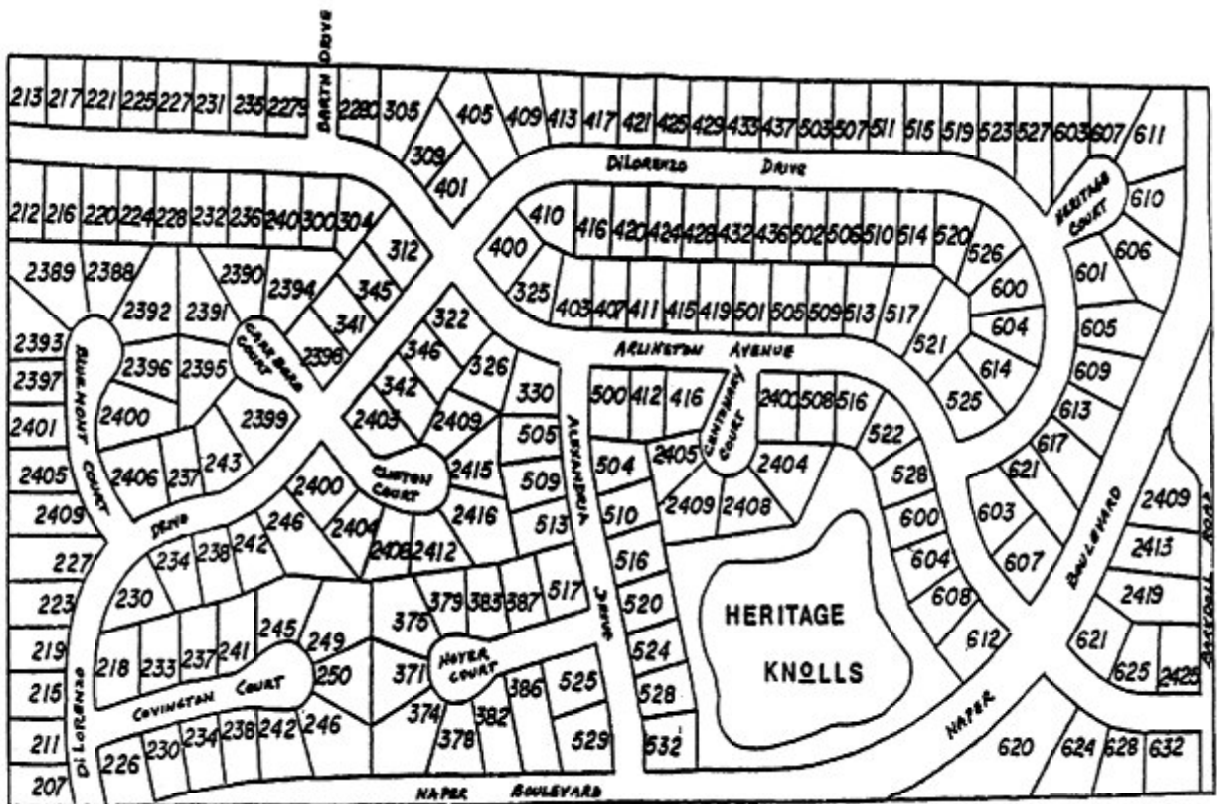 BARTH DRIVE
213 217 221 225 227 231 235 2279 2280 305 405 409 413 417 421 425 429 433 437 503 507 511 515 519 523 527 603 607 611
309
401
DILORENZO DRIVE
HERITAGE COURT
610
212 216 220 224 228 232 236 240 300 304 312 400 410 416 420 424 428 432 436 502 506 510 514 520 526 601 606
2389 2388 2392 2391 2390 2394 345 341 2398 322 325 403 407 411 415 419 501 505 509 513 517 521 600 604 614 525 605 609 613 617 621
ARLINGTON AVENUE
2393 2397 2401 2405 2409
BURMONT COURT
2396 2395 2400 2399 2406 237 243
COURT
346 342 2403 2409 326 330
500 412 416
COURT
2400 508 516 522 528 600 604 608 612 603 607
CLINTON COURT
2415 2416 2400 2404 2408 2412 246
505 509 513 517
ALEXANDRIA DRIVE
504 510 516 520 524 528 532
2405 2409 2408 2404
HERITAGE
KNOLLS
DRIVE
227 223 219 215 211 207
DILORENZO
230 234 238 242
218 233 237 241 245 249 250
COVINGTON COURT
226 230 234 238 242 246
375 379 383 387
371
HOYER COURT
374 378 382 386 525 529
NAPER BOULEVARD
NAPER BOULEVARD
2409 2413 2419
621 625 2425
620 624 628 632
ROAD